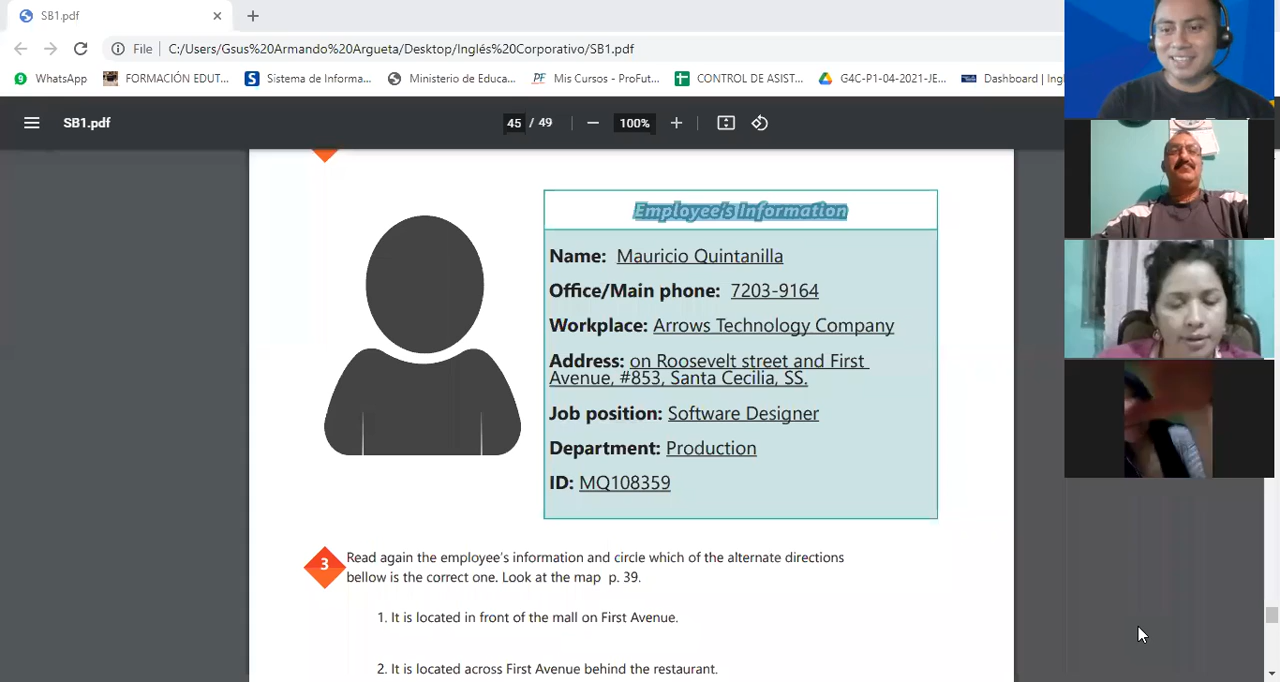 SB1.pdf
File C:/Users/Gsus%20Armando%20Argueta/Desktop/Inglés%20Corporativo/SB1.pdf
WhatsApp FORMACIÓN EDUT... Sistema de Informa... Ministerio de Educa... Mis Cursos - ProFut... CONTROL DE ASIST... G4C-P1-04-2021-JE... Dashboard | Ingl
SB1.pdf 45 / 49 100%
Employee's Information
Name: Mauricio Quintanilla
Office/Main phone: 7203-9164
Workplace: Arrows Technology Company
Address: on Roosevelt street and First
Avenue, #853, Santa Cecilia, SS.
Job position: Software Designer
Department: Production
ID: MQ108359
3 Read again the employee's information and circle which of the alternate directions
bellow is the correct one. Look at the map p. 39.
1. It is located in front of the mall on First Avenue.
2. It is located across First Avenue behind the restaurant.